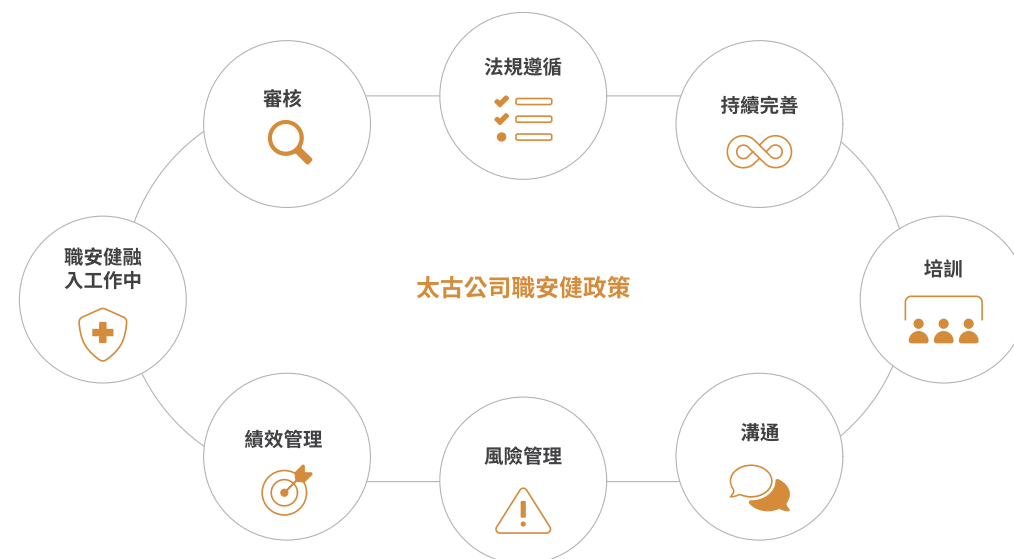 法規遵循
審核
持續完善
職安健融
入工作中
太古公司職安健政策
培訓
績效管理
風險管理
溝通